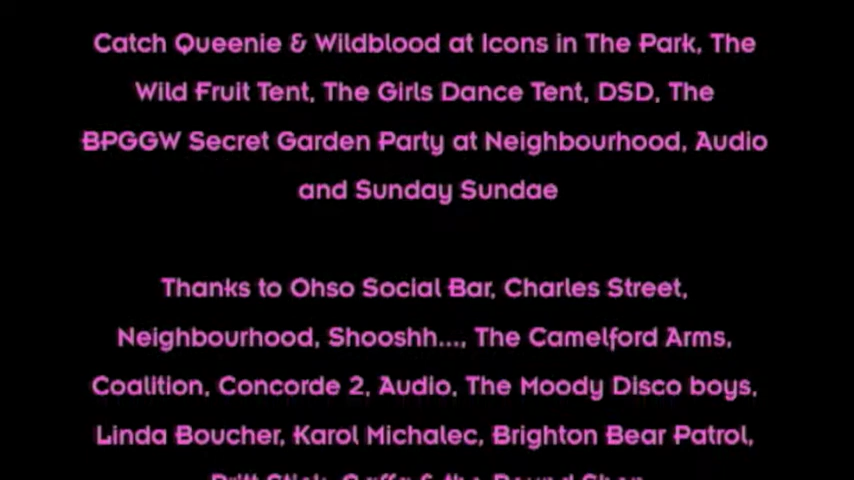 Catch Queenie & Wildblood at Icons in The Park, The
Wild Fruit Tent, The Girls Dance Tent, DSD, The
BPGGW Secret Garden Party at Neighbourhood, Audio
and Sunday Sundae
Thanks to Ohso Social Bar, Charles Street,
Neighbourhood, Shooshh..., The Camelford Arms,
Coalition, Concorde 2, Audio, The Moody Disco boys,
Linda Boucher, Karol Michalec, Brighton Bear Patrol,